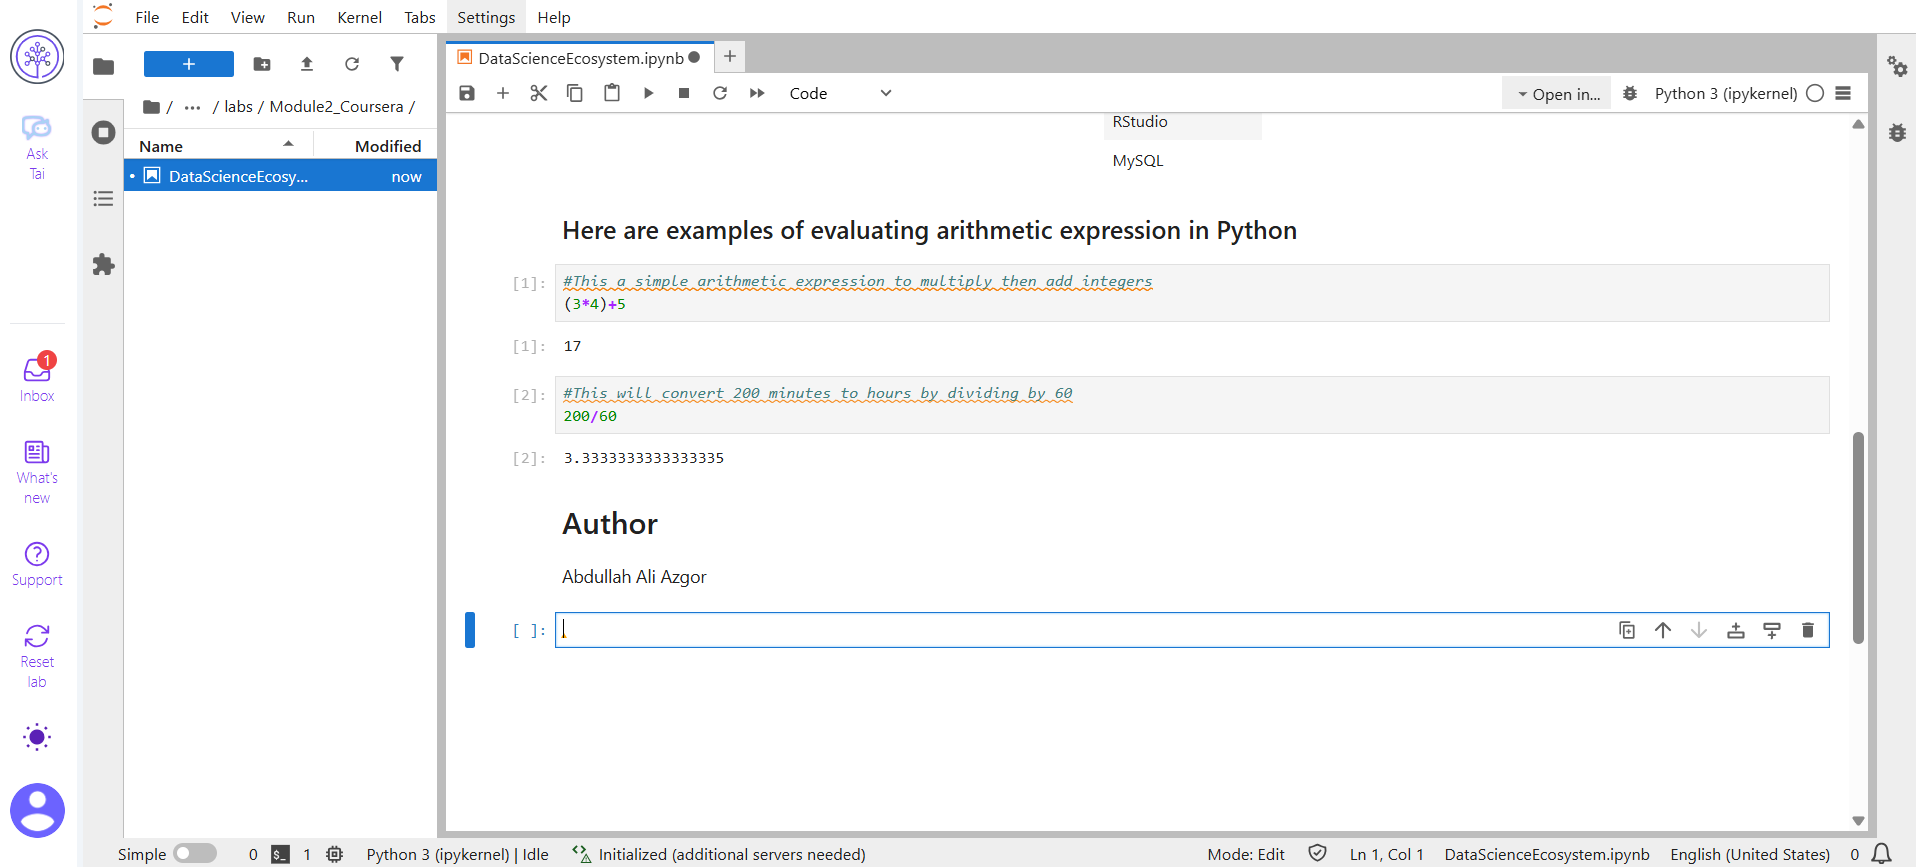 File Edit View Run Kernel Tabs Settings Help
Ask
Tai
1
Inbox
What's
new
Support
Reset
lab
+
/ ... / labs / Module2_Coursera /
Name Modified
• DataScienceEcosy... now
DataScienceEcosystem.ipynb
Code
Open in...
Python 3 (ipykernel)
RStudio
MySQL
Here are examples of evaluating arithmetic expression in Python
[1]: #This a simple arithmetic expression to multiply then add integers
(3*4)+5
[1]: 17
[2]: #This will convert 200 minutes to hours by dividing by 60
200/60
[2]: 3.3333333333333335
Author
Abdullah Ali Azgor
[ ]:
Simple 0 $_ 1 Python 3 (ipykernel) | Idle Initialized (additional servers needed) Mode: Edit Ln 1, Col 1 DataScienceEcosystem.ipynb English (United States) 0